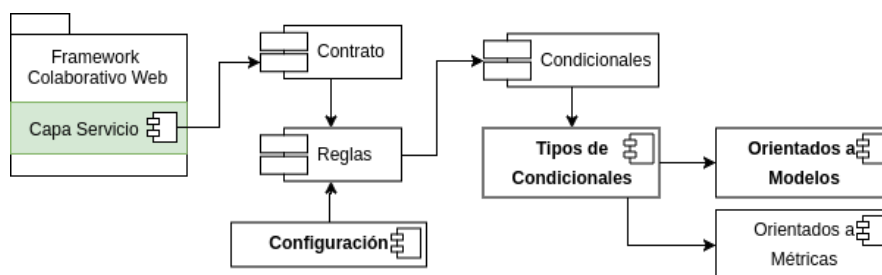 Framework
Colaborativo Web
Capa Servicio
Contrato
Reglas
Configuración
Condicionales
Tipos de
Condicionales
Orientados a
Modelos
Orientados a
Métricas